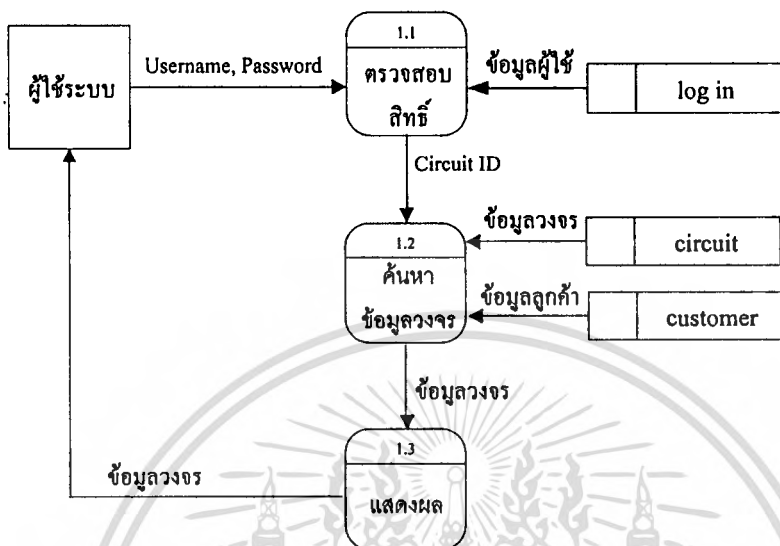 1.1
Username, Password
ข้อมูลผู้ใช้
ผู้ใช้ระบบ
ตรวจสอบ
สิทธิ์
log in
Circuit ID
1.2
ข้อมูลวงจร
circuit
ค้นหา
ข้อมูลวงจร
ข้อมูลลูกค้า
customer
ข้อมูลวงจร
1.3
ข้อมูลวงจร
แสดงผล